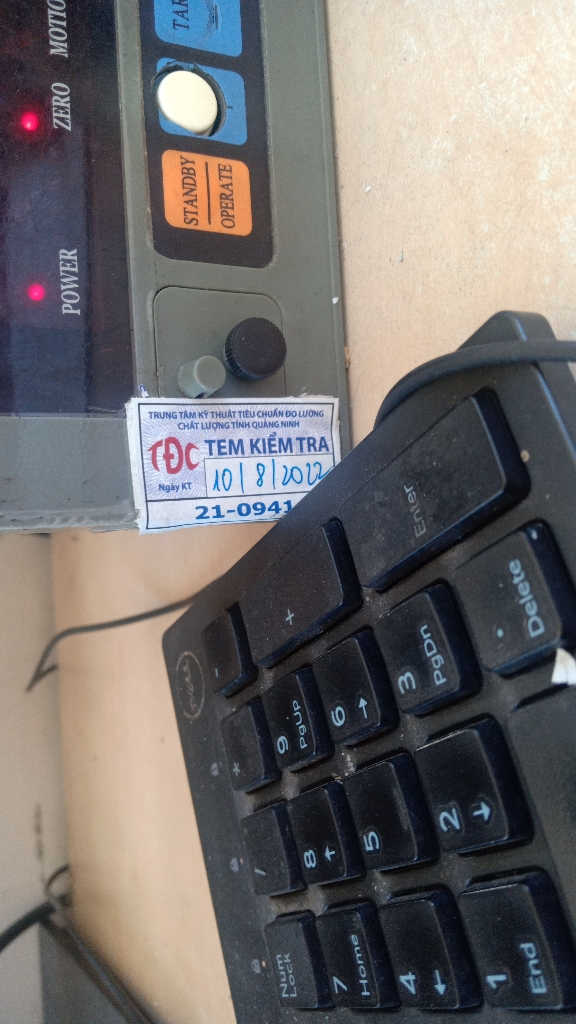 MOTIO
ZERO
POWER
TAR
STANDBY
OPERATE
TRUNG TÂM KỸ THUẬT TIÊU CHUẨN ĐO LƯỜNG
CHẤT LƯỢNG TỈNH QUẢNG NINH
TĐC
TEM KIỂM TRA
Ngày KT
10/8/2022
21-0941
Enter
+
-
Delete
.
3
PgDn
6
→
9
PgUp
*
2
↓
5
8
↑
/
1
End
4
←
7
Home
Num
Lock
DELL